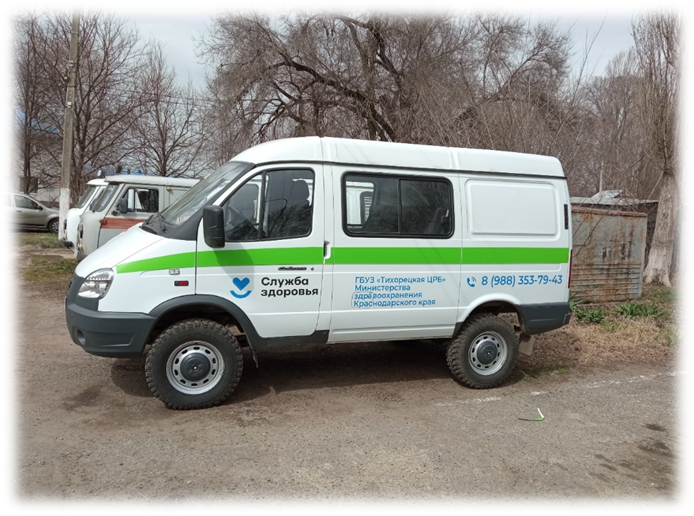 Служба
здоровья
ГБУЗ «Тихорецкая ЦРБ»
Министерства
здравоохранения
Краснодарского края
8 (988) 353-79-43